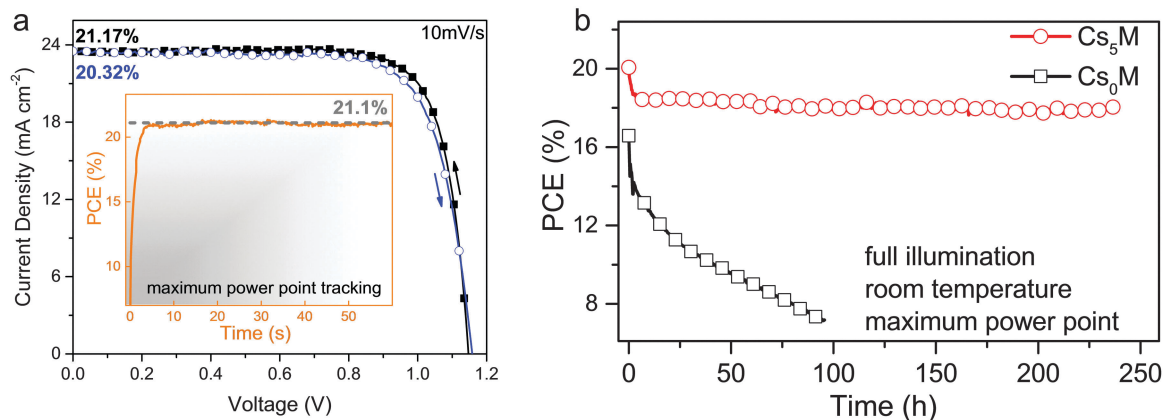 a
21.17%
20.32%
10mV/s
24
18
12
6
0
Current Density (mA cm⁻²)
0.0 0.2 0.4 0.6 0.8 1.0 1.2
Voltage (V)
21.1%
20
15
10
PCE (%)
maximum power point tracking
0 10 20 30 40 50
Time (s)
b
Cs₅M
Cs₀M
20
16
12
8
PCE (%)
full illumination
room temperature
maximum power point
0 50 100 150 200 250
Time (h)